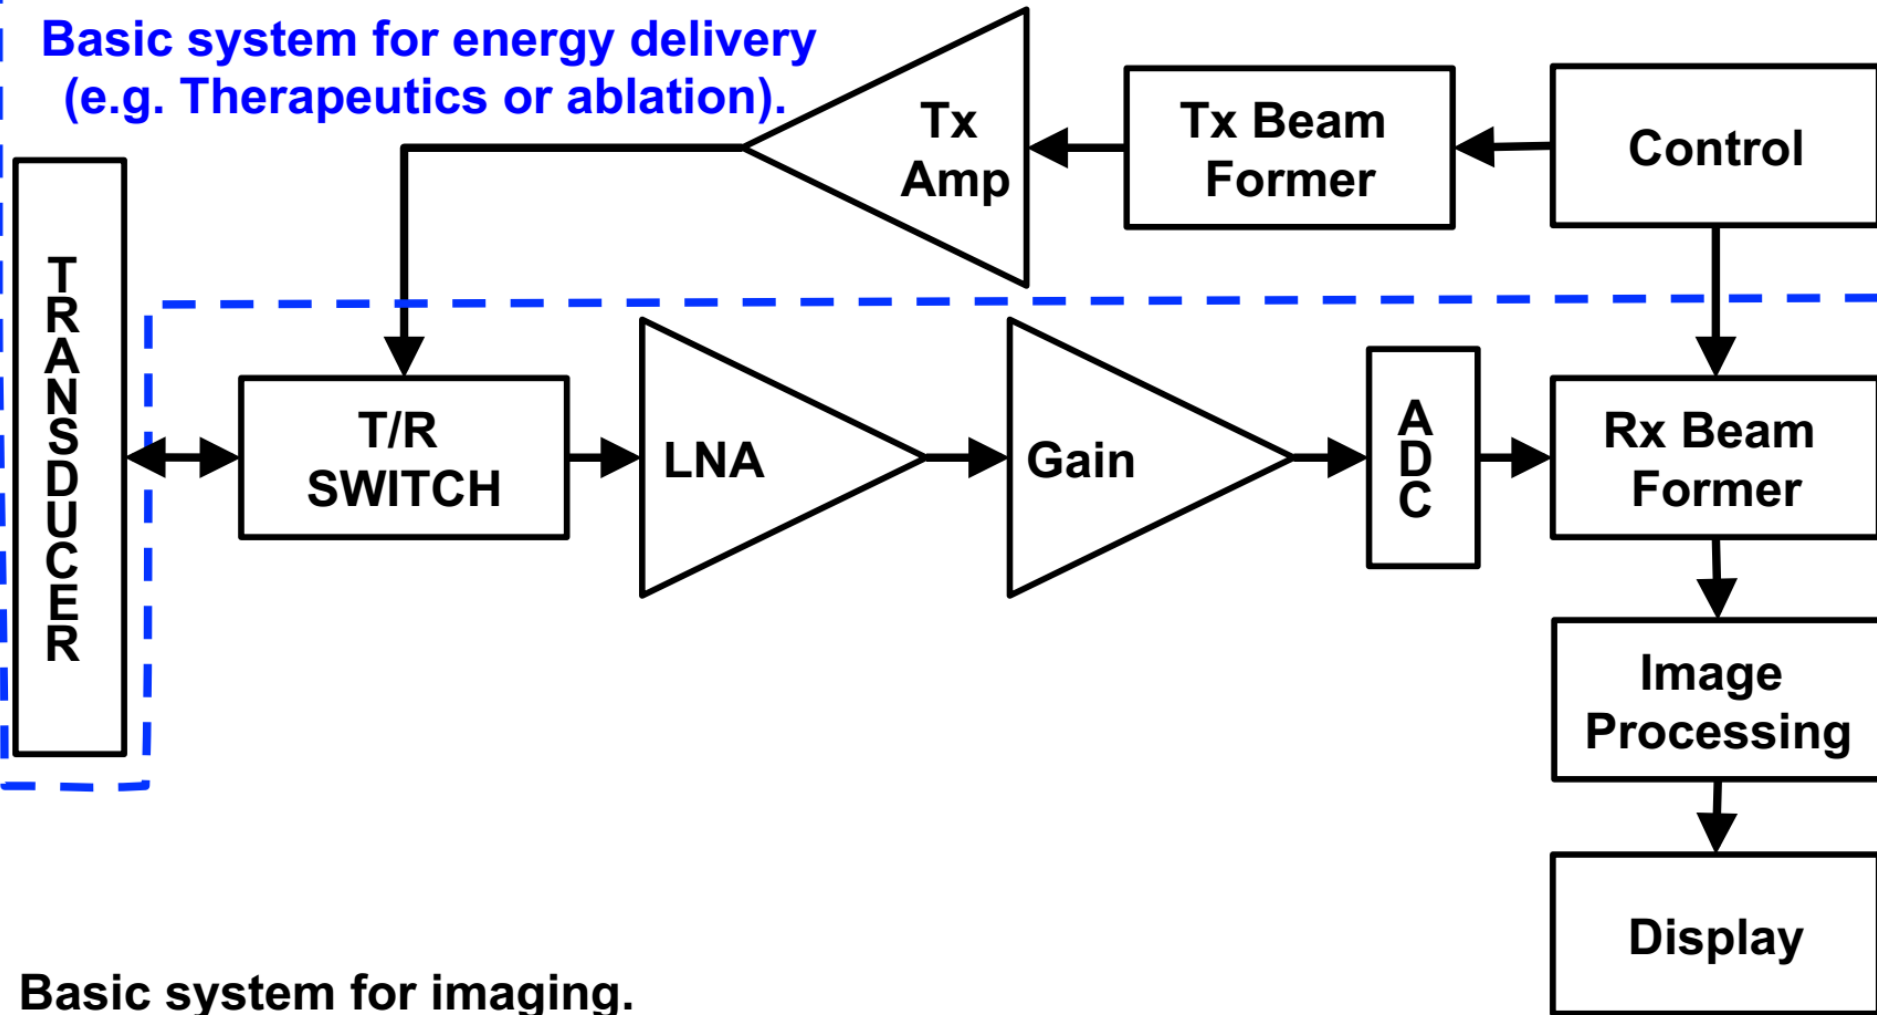 Basic system for energy delivery
(e.g. Therapeutics or ablation).
Tx
Amp
Tx Beam
Former
Control
TRANSDUCER
T/R
SWITCH
LNA
Gain
ADC
Rx Beam
Former
Image
Processing
Display
Basic system for imaging.